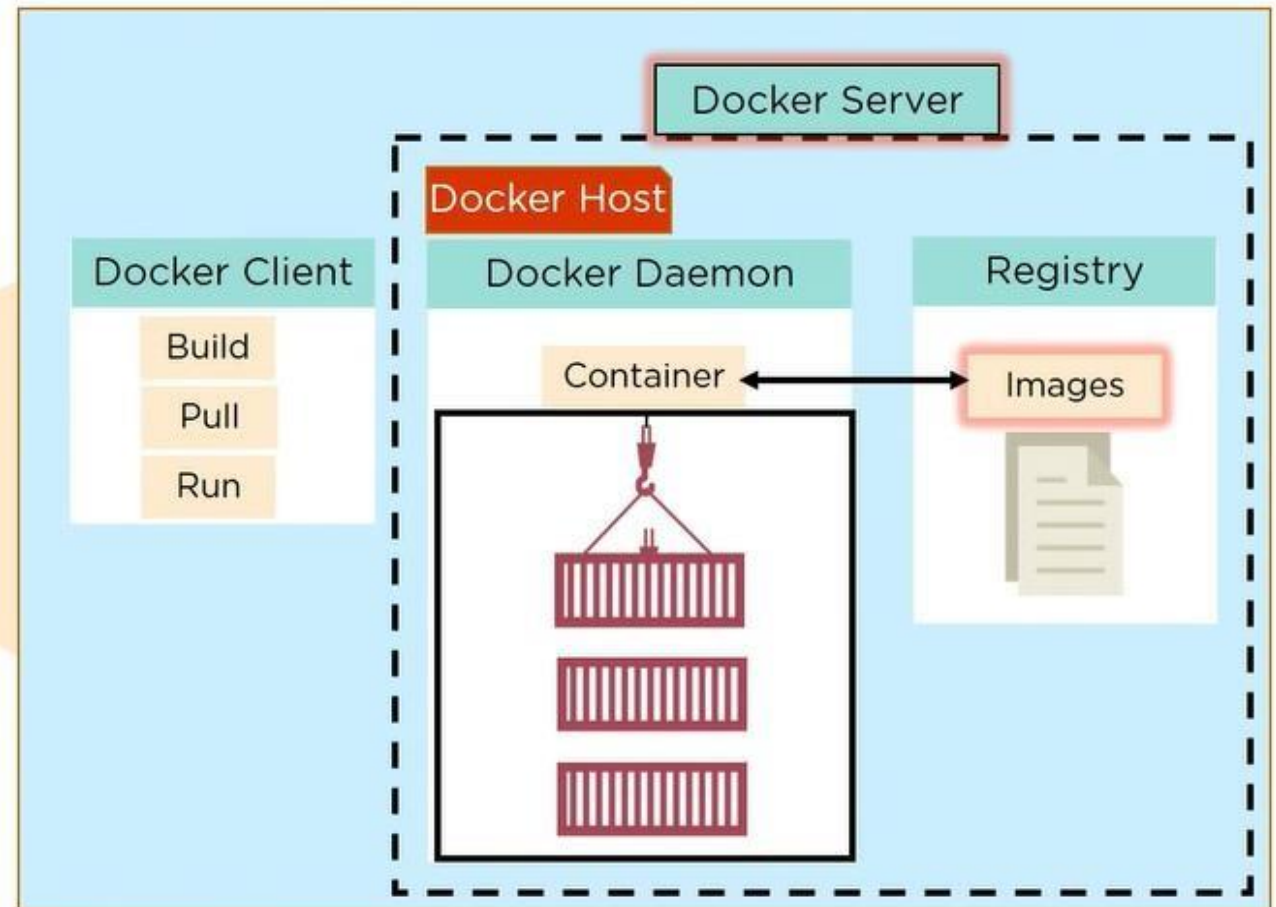 Docker Server
Docker Host
Docker Client
Docker Daemon
Registry
Build
Pull
Run
Container
Images